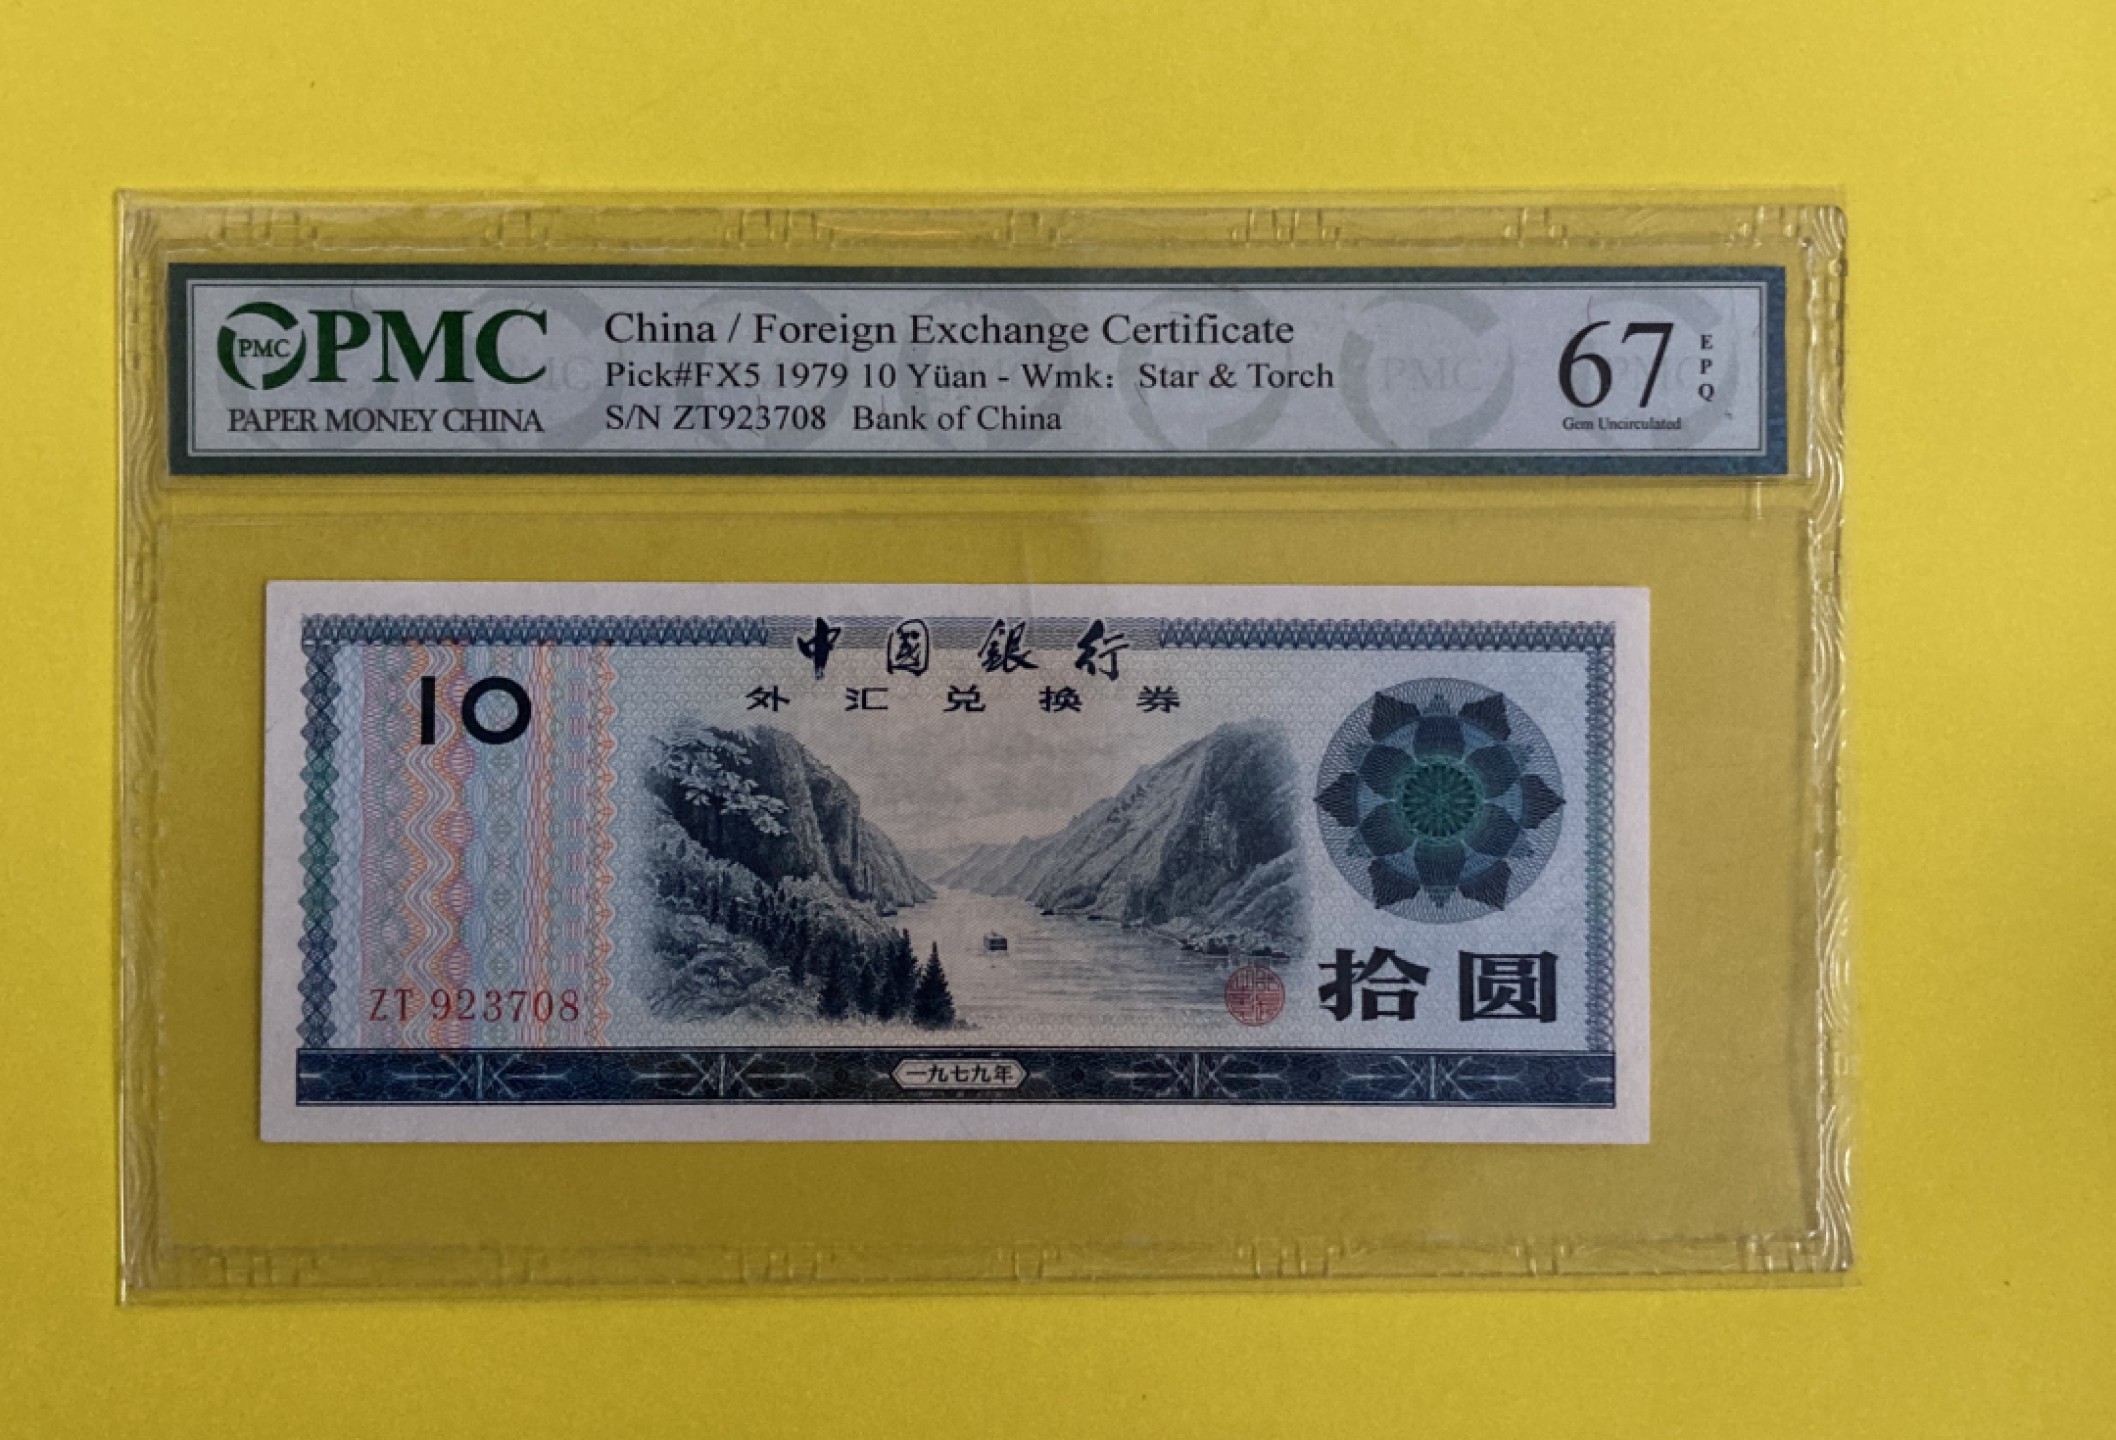 PMC PMC
PAPER MONEY CHINA
China / Foreign Exchange Certificate
Pick#FX5 1979 10 Yüan - Wmk：Star & Torch
S/N ZT923708 Bank of China
67
EPQ
Gem Uncirculated
中國銀行
外汇兑换券
10
ZT 923708
拾圆
一九七九年